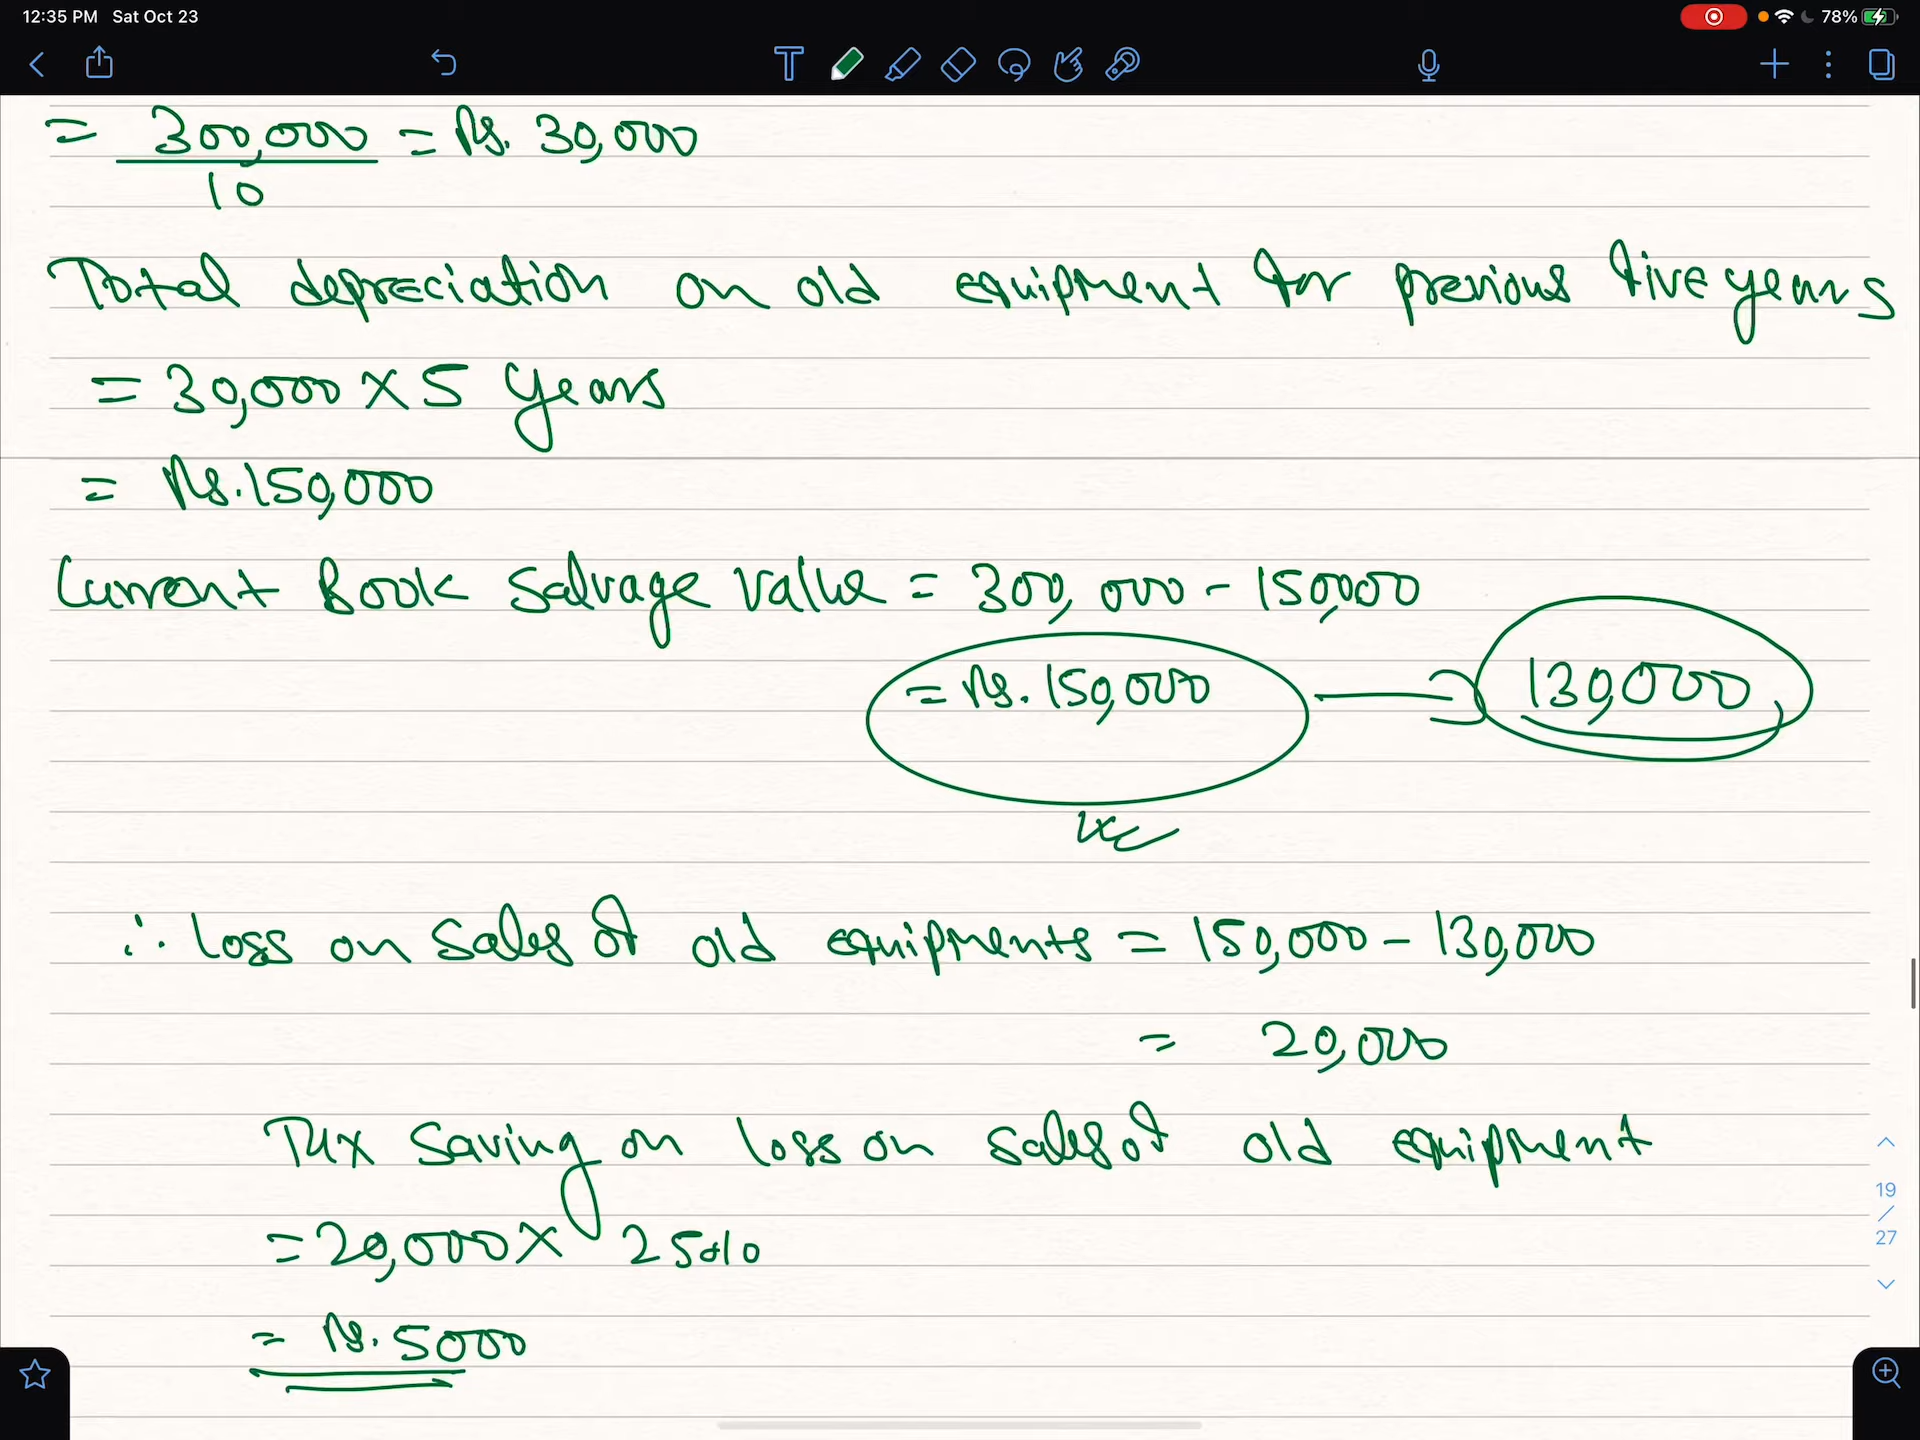 12:35 PM Sat Oct 23
78%
= 300,000 = Rs. 30,000
10
Total depreciation on old equipment for previous five years
= 30,000 × 5 years
= Rs. 150,000
Current Book Salvage Value = 300,000 - 150,000
= Rs. 150,000 130,000
∴ Loss on Sales of old equipments = 150,000 - 130,000
= 20,000
Tax Saving on loss on sales of old equipment
= 20,000 × 25%
= Rs. 5000
19
/
27